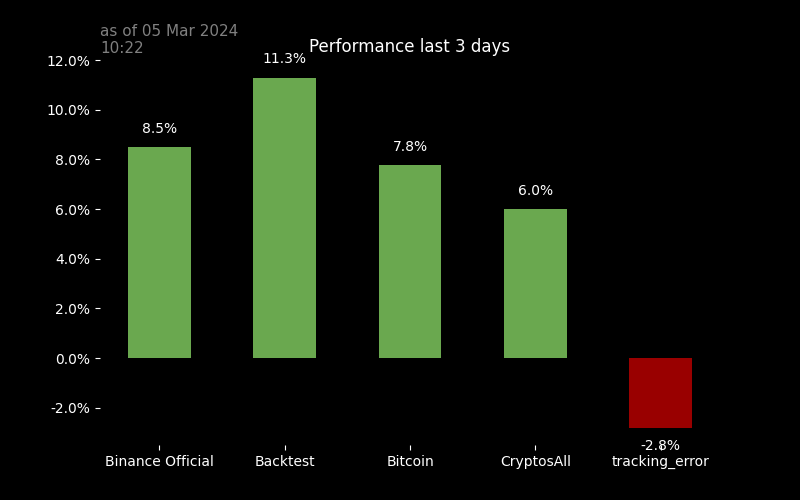 as of 05 Mar 2024
10:22
Performance last 3 days
12.0%
10.0%
8.0%
6.0%
4.0%
2.0%
0.0%
-2.0%
8.5%
11.3%
7.8%
6.0%
-2.8%
Binance Official
Backtest
Bitcoin
CryptosAll
tracking_error